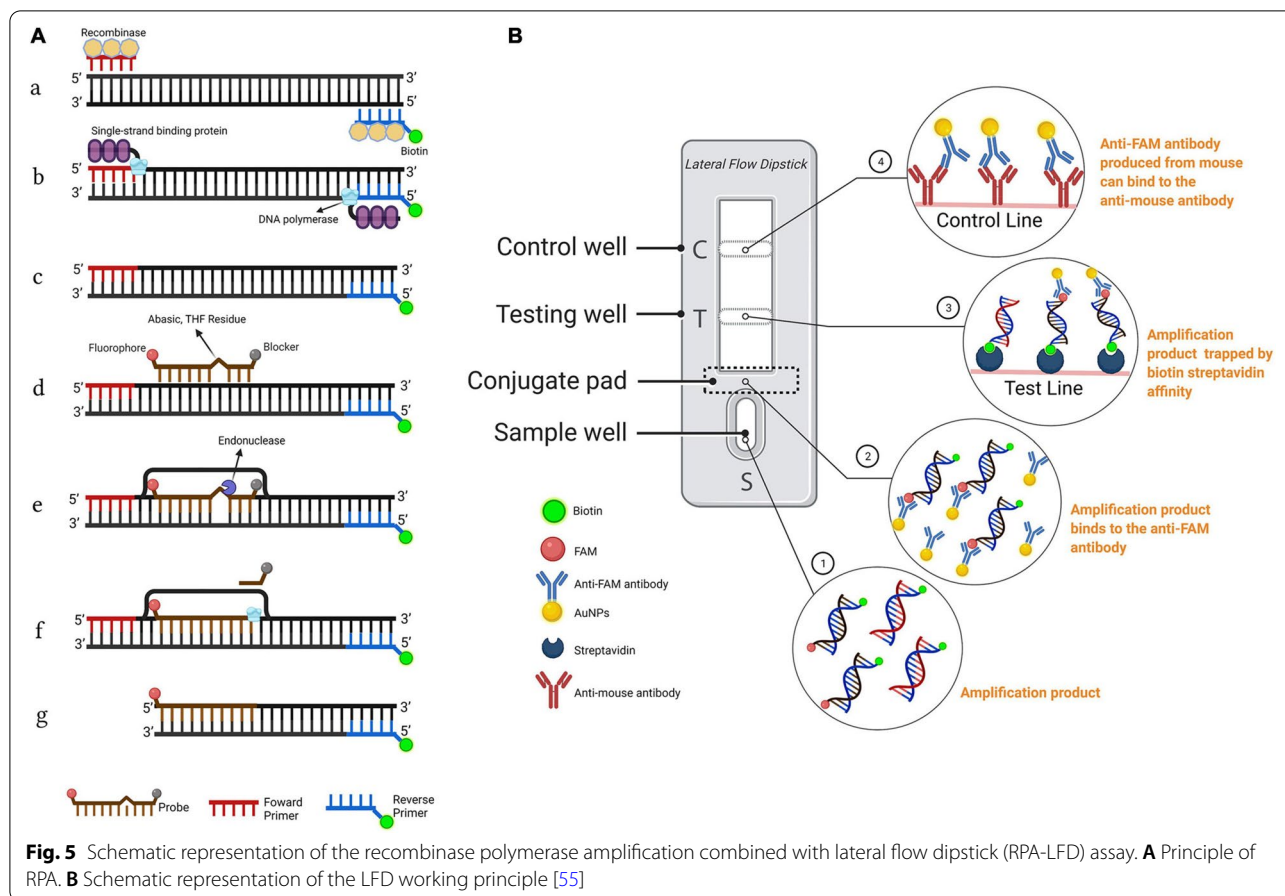 A
Recombinase
5’
3’
a
3’
5’
Biotin
Single-strand binding protein
b
5’
3’
3’
5’
DNA polymerase
c
5’
3’
3’
5’
Abasic, THF Residue
Fluorophore
Blocker
d
5’
3’
3’
5’
Endonuclease
e
5’
3’
3’
5’
f
5’
3’
3’
5’
g
5’
3’
3’
5’
Probe
Foward
Primer
Reverse
Primer
B
Lateral Flow Dipstick
Control well
C
Testing well
T
Conjugate pad
Sample well
S
Biotin
FAM
Anti-FAM antibody
AuNPs
Streptavidin
Anti-mouse antibody
4
Control Line
Anti-FAM antibody
produced from mouse
can bind to the
anti-mouse antibody
3
Test Line
Amplification
product trapped by
biotin streptavidin
affinity
2
Amplification product
binds to the anti-FAM
antibody
1
Amplification product
Fig. 5 Schematic representation of the recombinase polymerase amplification combined with lateral flow dipstick (RPA-LFD) assay. A Principle of
RPA. B Schematic representation of the LFD working principle [55]